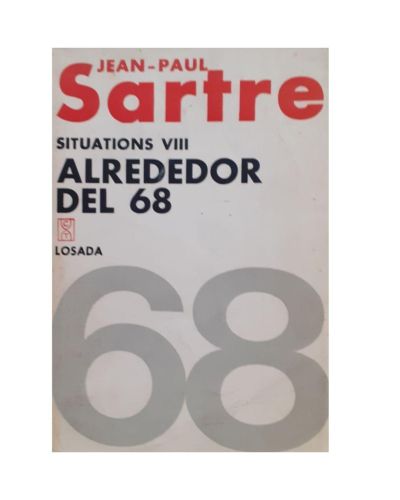 JEAN-PAUL
Sartre
SITUATIONS VIII
ALREDEDOR
DEL 68
LOSADA
68